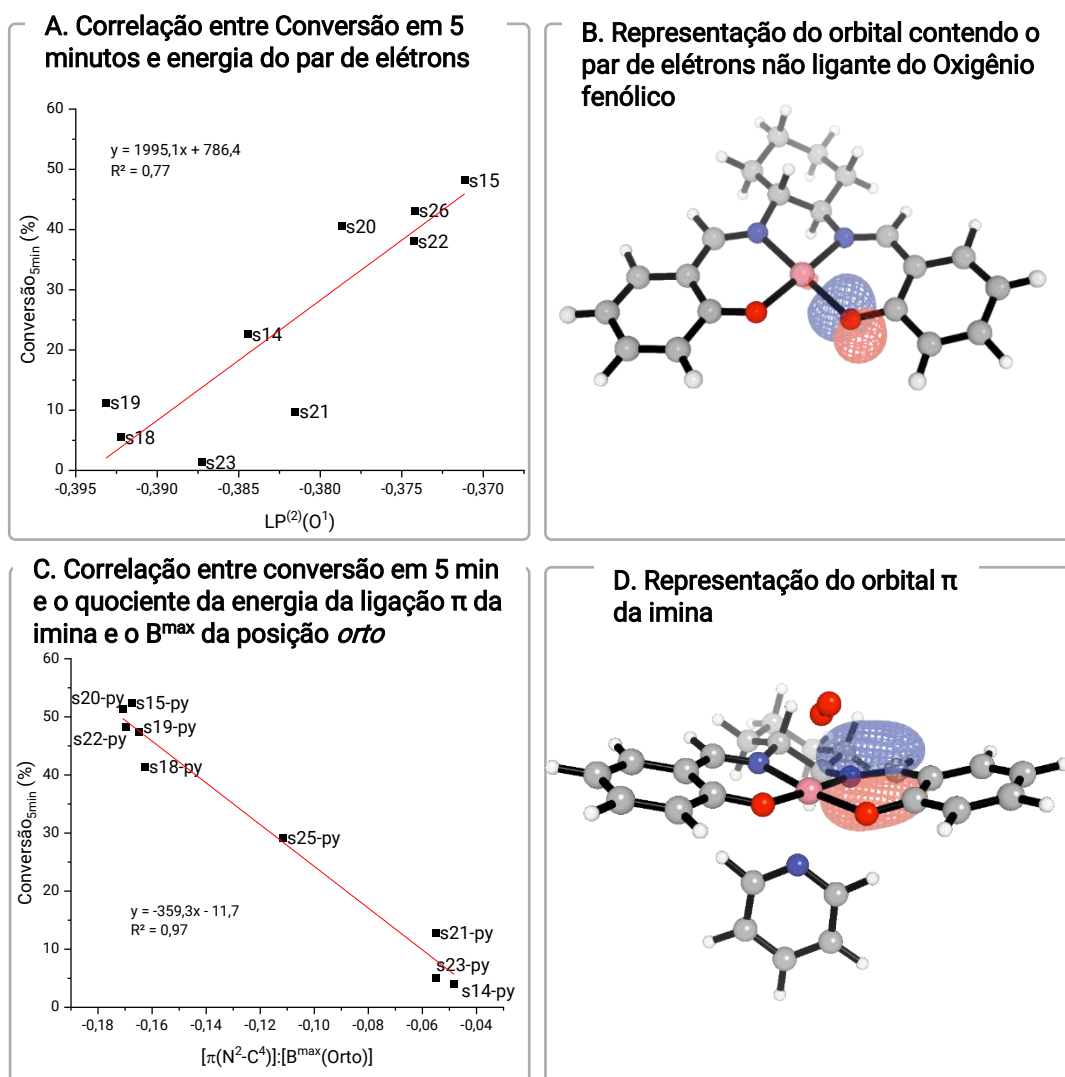 A. Correlação entre Conversão em 5
minutos e energia do par de elétrons
60
50
40
30
20
10
0
Conversão5min (%)
y = 1995,1x + 786,4
R² = 0,77
s15
s26
s20
s22
s14
s19
s21
s18
s23
-0,395
-0,390
-0,385
-0,380
-0,375
-0,370
LP(2)(O1)
B. Representação do orbital contendo o
par de elétrons não ligante do Oxigênio
fenólico
C. Correlação entre conversão em 5 min
e o quociente da energia da ligação π da
imina e o Bmax da posição orto
60
50
40
30
20
10
0
Conversão5min (%)
s20-py
s15-py
s22-py
s19-py
s18-py
s25-py
y = -359,3x - 11,7
R² = 0,97
s21-py
s23-py
s14-py
-0,18
-0,16
-0,14
-0,12
-0,10
-0,08
-0,06
-0,04
[π(N2-C4)]:[Bmax(Orto)]
D. Representação do orbital π
da imina